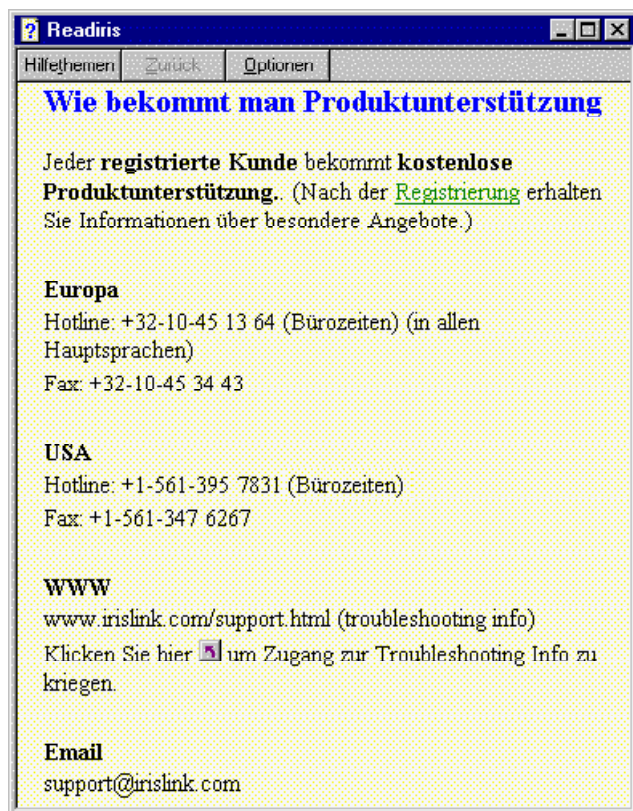 Readiris
Hilfethemen Zurück Optionen
Wie bekommt man Produktunterstützung
Jeder registrierte Kunde bekommt kostenlose
Produktunterstützung.. (Nach der Registrierung erhalten
Sie Informationen über besondere Angebote.)
Europa
Hotline: +32-10-45 13 64 (Bürozeiten) (in allen
Hauptsprachen)
Fax: +32-10-45 34 43
USA
Hotline: +1-561-395 7831 (Bürozeiten)
Fax: +1-561-347 6267
WWW
www.irislink.com/support.html (troubleshooting info)
Klicken Sie hier um Zugang zur Troubleshooting Info zu
kriegen.
Email
support@irislink.com